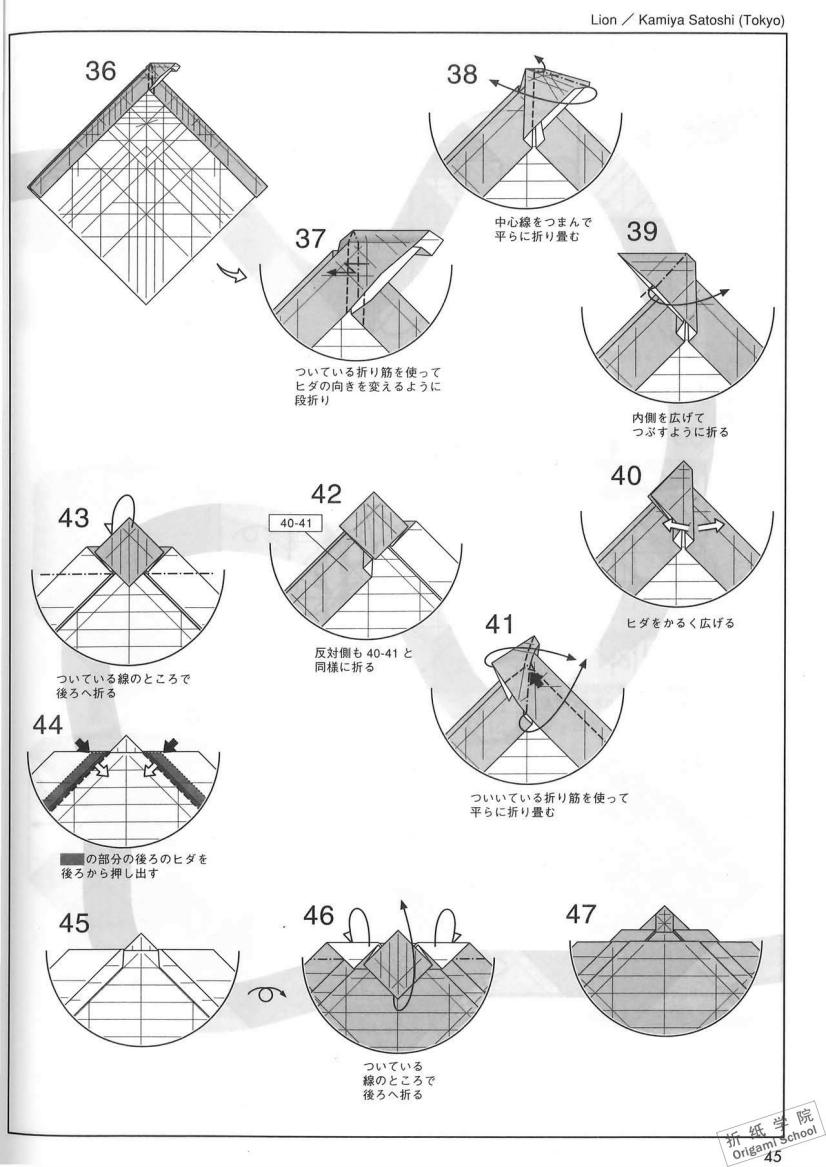 Lion ／ Kamiya Satoshi (Tokyo)
36
37
ついている折り筋を使って
ヒダの向きを変えるように
段折り
38
中心線をつまんで
平らに折り畳む
39
内側を広げて
つぶすように折る
40
ヒダをかるく広げる
41
ついいている折り筋を使って
平らに折り畳む
42
40-41
反対側も 40-41 と
同様に折る
43
ついている線のところで
後ろへ折る
44
の部分の後ろのヒダを
後ろから押し出す
45
46
ついている
線のところで
後ろへ折る
47
折 纸 学 院
Origami School
45